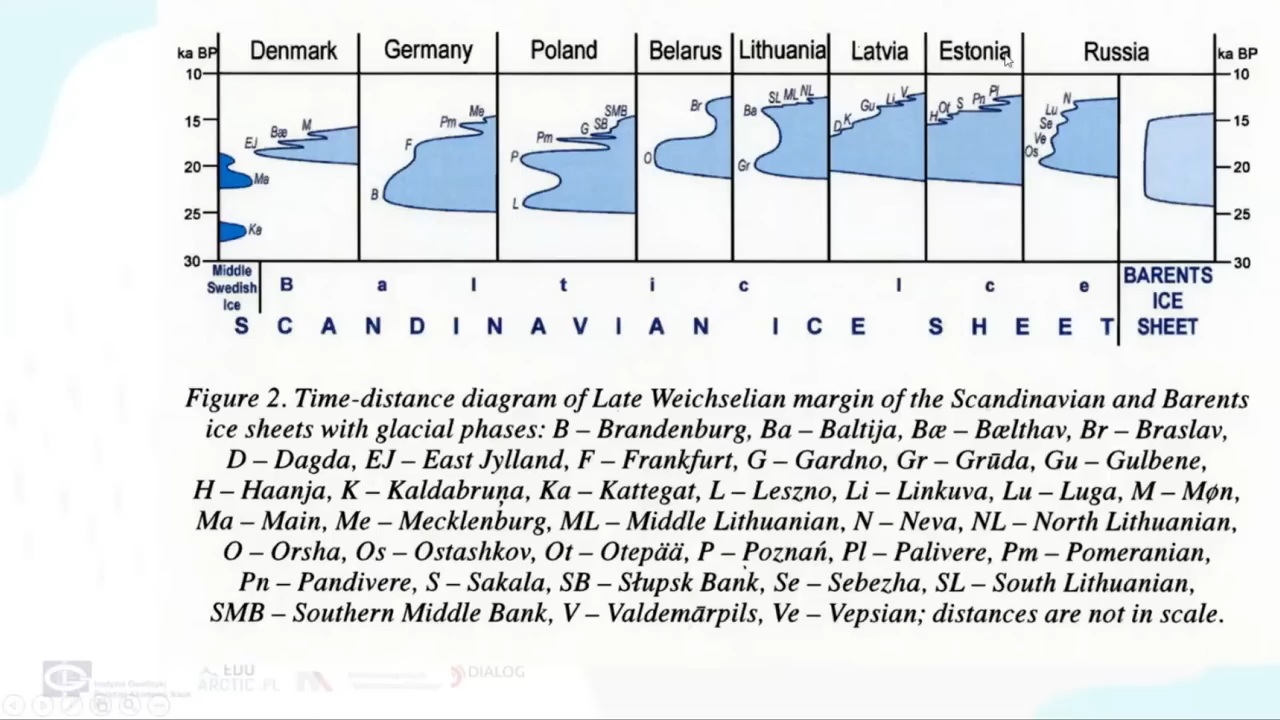 ka BP Denmark Germany Poland Belarus Lithuania Latvia Estonia Russia ka BP
10 10
15 15
20 20
25 25
30 30
EJ Bæ M Ma Ka
B F Pm Me
L P Pm G SB SMB
O Br
Gr Ba SL ML NL
D K Gu Li V
H Ot S Pn Pl
Os Ve Se Lu N
Middle
Swedish
Ice
B a l t i c I c e
S C A N D I N A V I A N I C E S H E E T
BARENTS
ICE
SHEET
Figure 2. Time-distance diagram of Late Weichselian margin of the Scandinavian and Barents
ice sheets with glacial phases: B – Brandenburg, Ba – Baltija, Bæ – Bælthav, Br – Braslav,
D – Dagda, EJ – East Jylland, F – Frankfurt, G – Gardno, Gr – Grūda, Gu – Gulbene,
H – Haanja, K – Kaldabruņa, Ka – Kattegat, L – Leszno, Li – Linkuva, Lu – Luga, M – Møn,
Ma – Main, Me – Mecklenburg, ML – Middle Lithuanian, N – Neva, NL – North Lithuanian,
O – Orsha, Os – Ostashkov, Ot – Otepää, P – Poznań, Pl – Palivere, Pm – Pomeranian,
Pn – Pandivere, S – Sakala, SB – Słupsk Bank, Se – Sebezha, SL – South Lithuanian,
SMB – Southern Middle Bank, V – Valdemārpils, Ve – Vepsian; distances are not in scale.
EDU
ARCTIC.PL
DIALOG